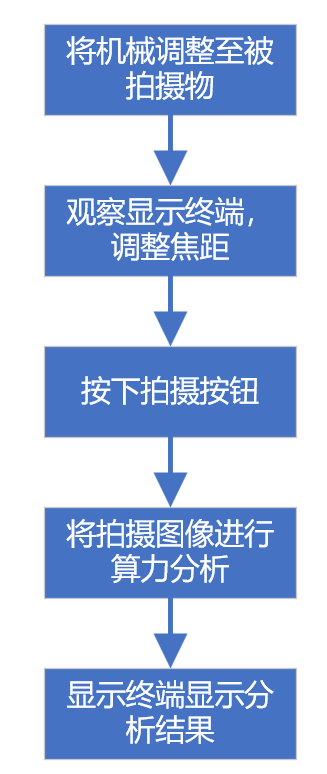 将机械调整至被
拍摄物
观察显示终端，
调整焦距
按下拍摄按钮
将拍摄图像进行
算力分析
显示终端显示分
析结果